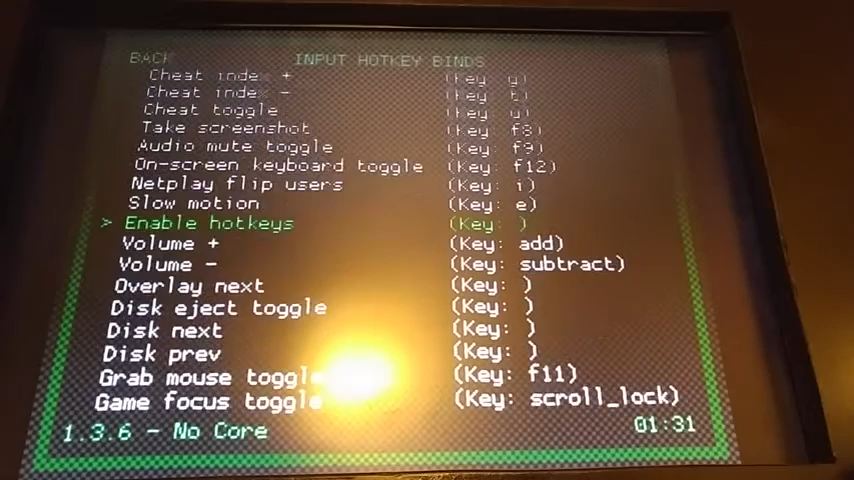 BACK INPUT HOTKEY BINDS
Cheat index + (Key: y)
Cheat index - (Key: t)
Cheat toggle (Key: u)
Take screenshot (Key: f8)
Audio mute toggle (Key: f9)
On-screen keyboard toggle (Key: f12)
Netplay flip users (Key: i)
Slow motion (Key: e)
> Enable hotkeys (Key: )
Volume + (Key: add)
Volume - (Key: subtract)
Overlay next (Key: )
Disk eject toggle (Key: )
Disk next (Key: )
Disk prev (Key: )
Grab mouse toggle (Key: f11)
Game focus toggle (Key: scroll_lock)
1.3.6 - No Core 01:31